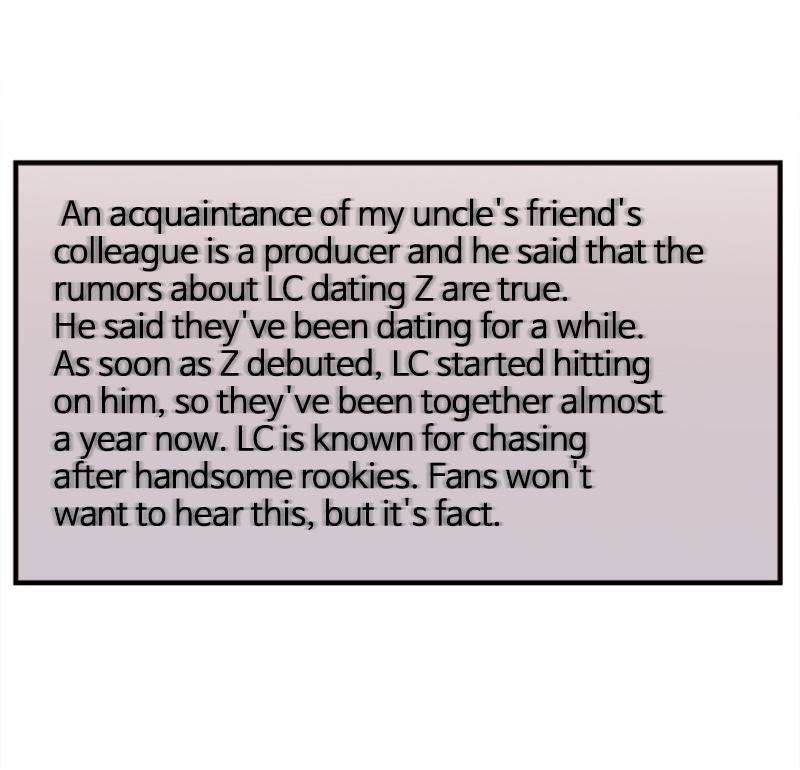 An acquaintance of my uncle's friend's
colleague is a producer and he said that the
rumors about LC dating Z are true.
He said they've been dating for a while.
As soon as Z debuted, LC started hitting
on him, so they've been together almost
a year now. LC is known for chasing
after handsome rookies. Fans won't
want to hear this, but it's fact.